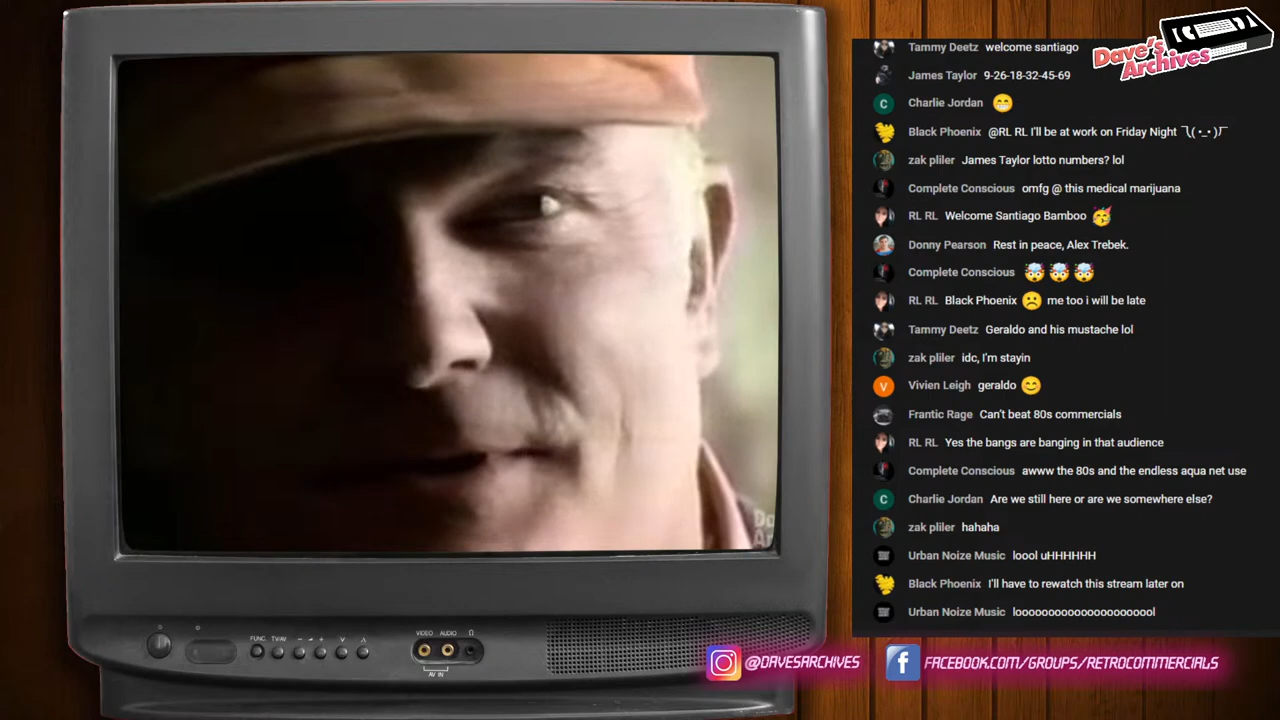 Dave's
Archives
Tammy Deetz welcome santiago
James Taylor 9-26-18-32-45-69
C Charlie Jordan 😁
Black Phoenix @RL RL I'll be at work on Friday Night ¯\( •_• )/¯
zak pliler James Taylor lotto numbers? lol
Complete Conscious omfg @ this medical marijuana
RL RL Welcome Santiago Bamboo 🥳
Donny Pearson Rest in peace, Alex Trebek.
Complete Conscious 🤯 🤯 🤯
RL RL Black Phoenix ☹️ me too i will be late
Tammy Deetz Geraldo and his mustache lol
zak pliler idc, I'm stayin
V Vivien Leigh geraldo 😊
Frantic Rage Can't beat 80s commercials
RL RL Yes the bangs are banging in that audience
Complete Conscious awww the 80s and the endless aqua net use
C Charlie Jordan Are we still here or are we somewhere else?
zak pliler hahaha
Urban Noize Music loool uHHHHHH
Black Phoenix I'll have to rewatch this stream later on
Urban Noize Music looooooooooooooooooooool
FUNC. TV/AV - + ∨ ∧
VIDEO AUDIO
AV IN
@DAVESARCHIVES
FACEBOOK.COM/GROUPS/RETROCOMMERCIALS